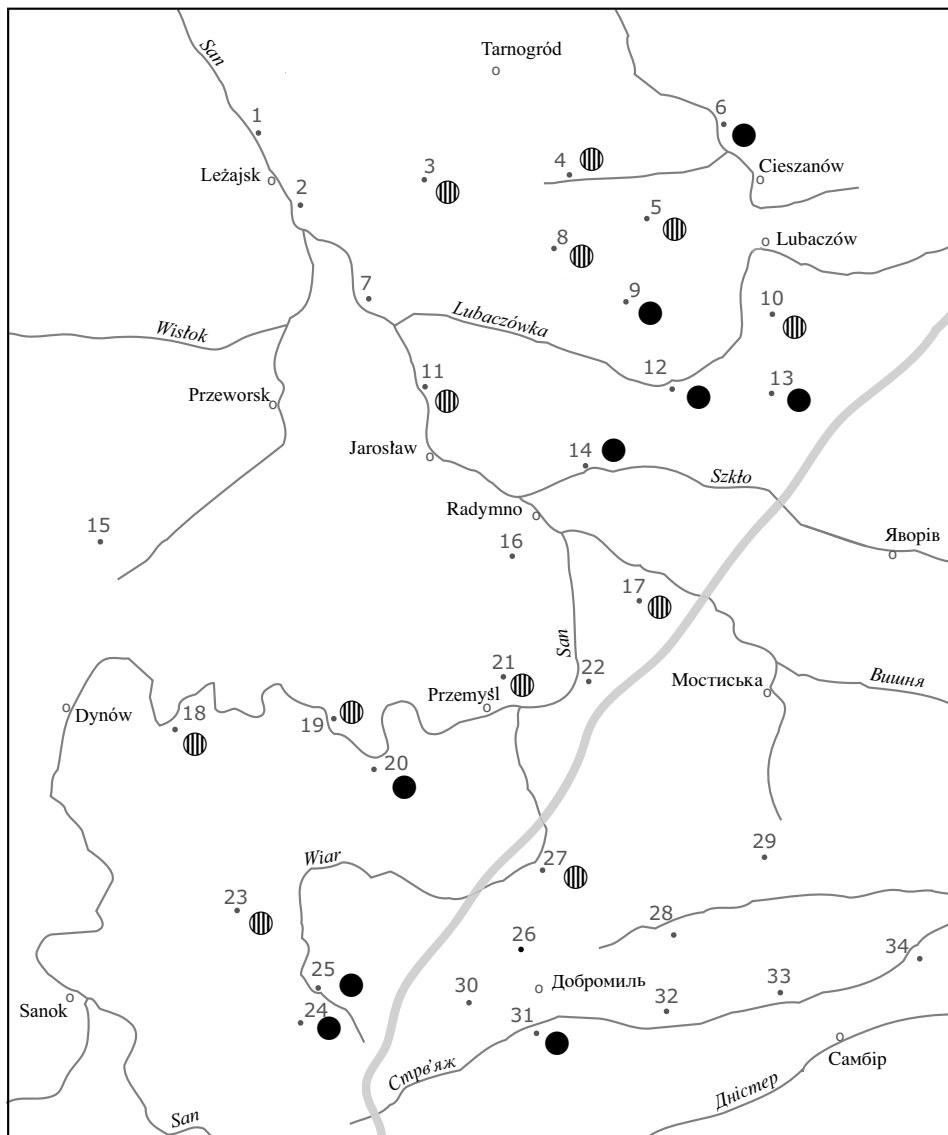 San
Tarnogród
1
6
Leżajsk
2
3
4
Cieszanów
5
8
Lubaczów
7
9
10
Wisłok
Lubaczówka
Przeworsk
11
12
13
Jarosław
14
Szkło
Radymno
15
16
Яворів
17
San
21
22
Przemyśl
Мостиська
Вишня
Dynów
18
19
20
Wiar
27
29
23
28
26
34
25
30
Добромиль
33
Sanok
24
31
32
Самбір
Стрв'яж
Дністер
San